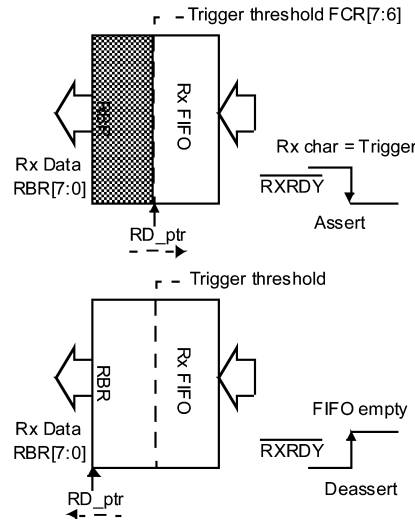 Trigger threshold FCR[7:6]
RBR
Rx FIFO
Rx Data
RBR[7:0]
Rx char = Trigger
RXRDY
Assert
RD_ptr
Trigger threshold
RBR
Rx FIFO
Rx Data
RBR[7:0]
FIFO empty
RXRDY
Deassert
RD_ptr